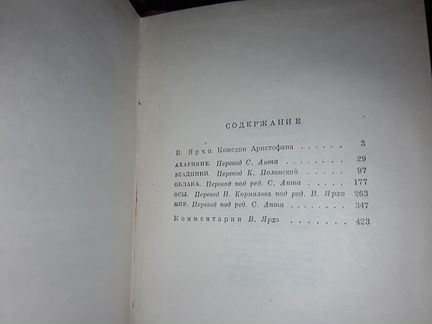 СОДЕРЖАНИЕ
В. Ярхо. Комедии Аристофана . . . . . . 3
АХАРНЯНЕ. Перевод С. Апта . . . . . . . 29
ВСАДНИКИ. Перевод К. Полонской . . . . 97
ОБЛАКА. Перевод под ред. С. Апта . . . . . 177
ОСЫ. Перевод Н. Корнилова под ред. В. Ярхо 263
МИР. Перевод под ред. С. Апта . . . . . . 347
Комментарии В. Ярхо . . . . . . . 423